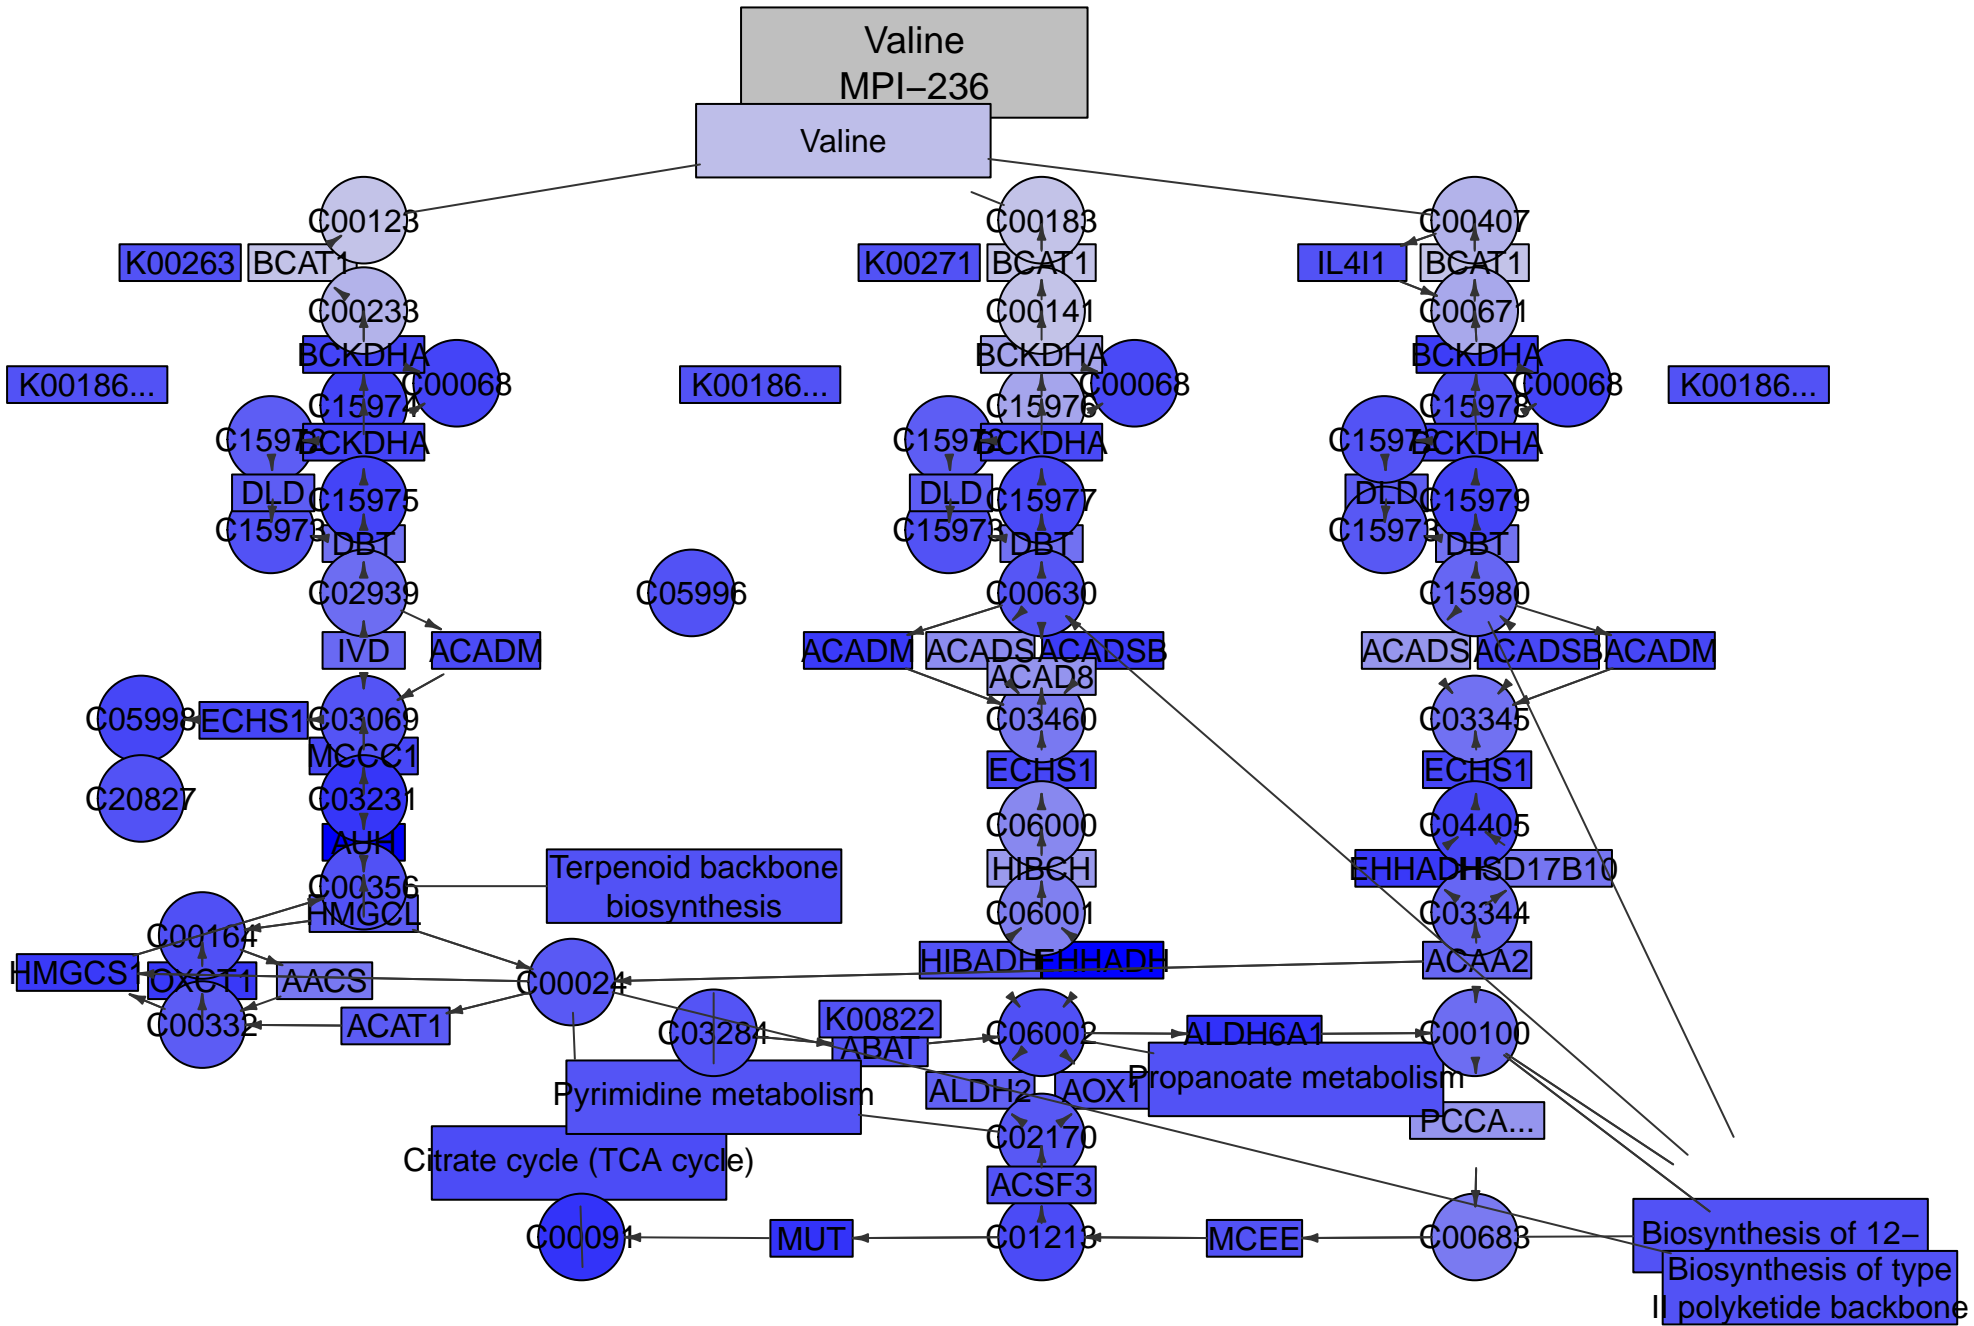 Valine
MPI−236
Valine
C00123
C00183
C00407
K00263
BCAT1
K00271
BCAT1
IL4I1
BCAT1
C00233
C00141
C00671
BCKDHA
BCKDHA
BCKDHA
K00186...
C00068
K00186...
C00068
C00068
K00186...
C15974
C15976
C15978
C15972
BCKDHA
C15972
BCKDHA
C15972
BCKDHA
DLD
C15975
DLD
C15977
DLD
C15979
C15973
DBT
C15973
DBT
C15973
DBT
C02939
C05996
C00630
C15980
IVD
ACADM
ACADM
ACADS
ACADSB
ACADS
ACADSB
ACADM
ACAD8
C05998
ECHS1
C03069
C03460
C03345
MCCC1
ECHS1
ECHS1
C20827
C03231
C06000
C04405
AUH
HIBCH
EHHADH
HSD17B10
C00356
Terpenoid backbone
biosynthesis
HMGCL
C06001
C03344
C00164
HIBADH
EHHADH
ACAA2
HMGCS1
OXCT1
AACS
C00024
C00332
ACAT1
C03284
K00822
ABAT
C06002
ALDH6A1
C00100
Pyrimidine metabolism
ALDH2
AOX1
Propanoate metabolism
PCCA...
C02170
Citrate cycle (TCA cycle)
ACSF3
C00091
MUT
C01213
MCEE
C00683
Biosynthesis of 12−
Biosynthesis of type
II polyketide backbone